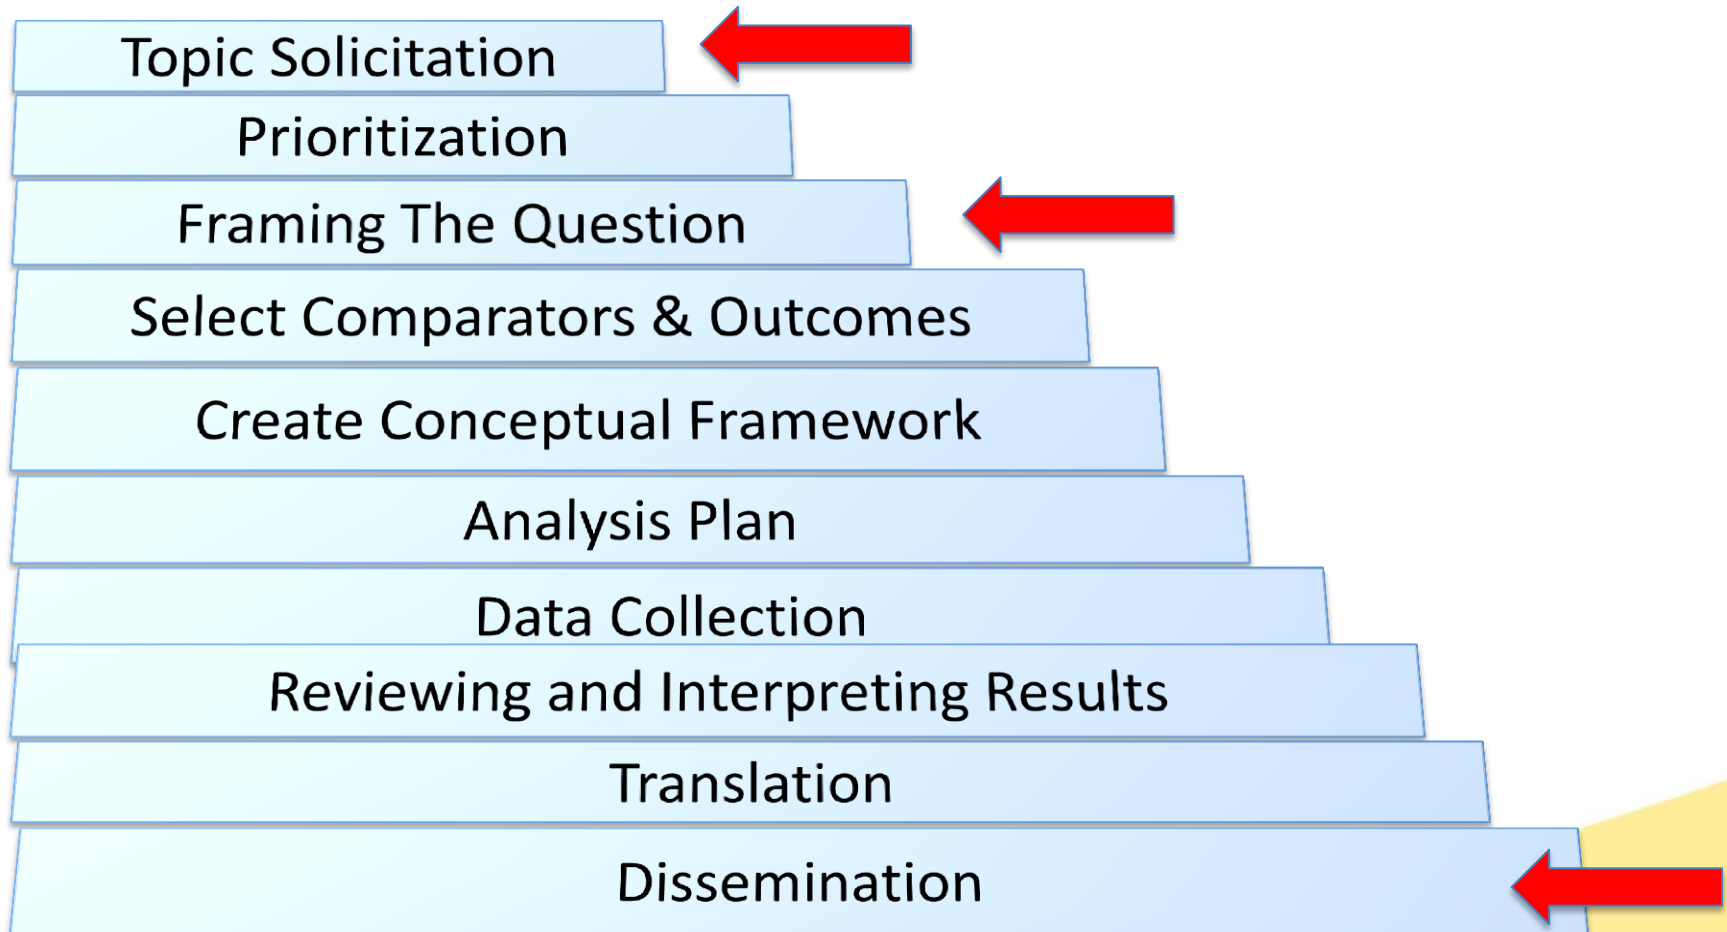 Topic Solicitation
Prioritization
Framing The Question
Select Comparators & Outcomes
Create Conceptual Framework
Analysis Plan
Data Collection
Reviewing and Interpreting Results
Translation
Dissemination